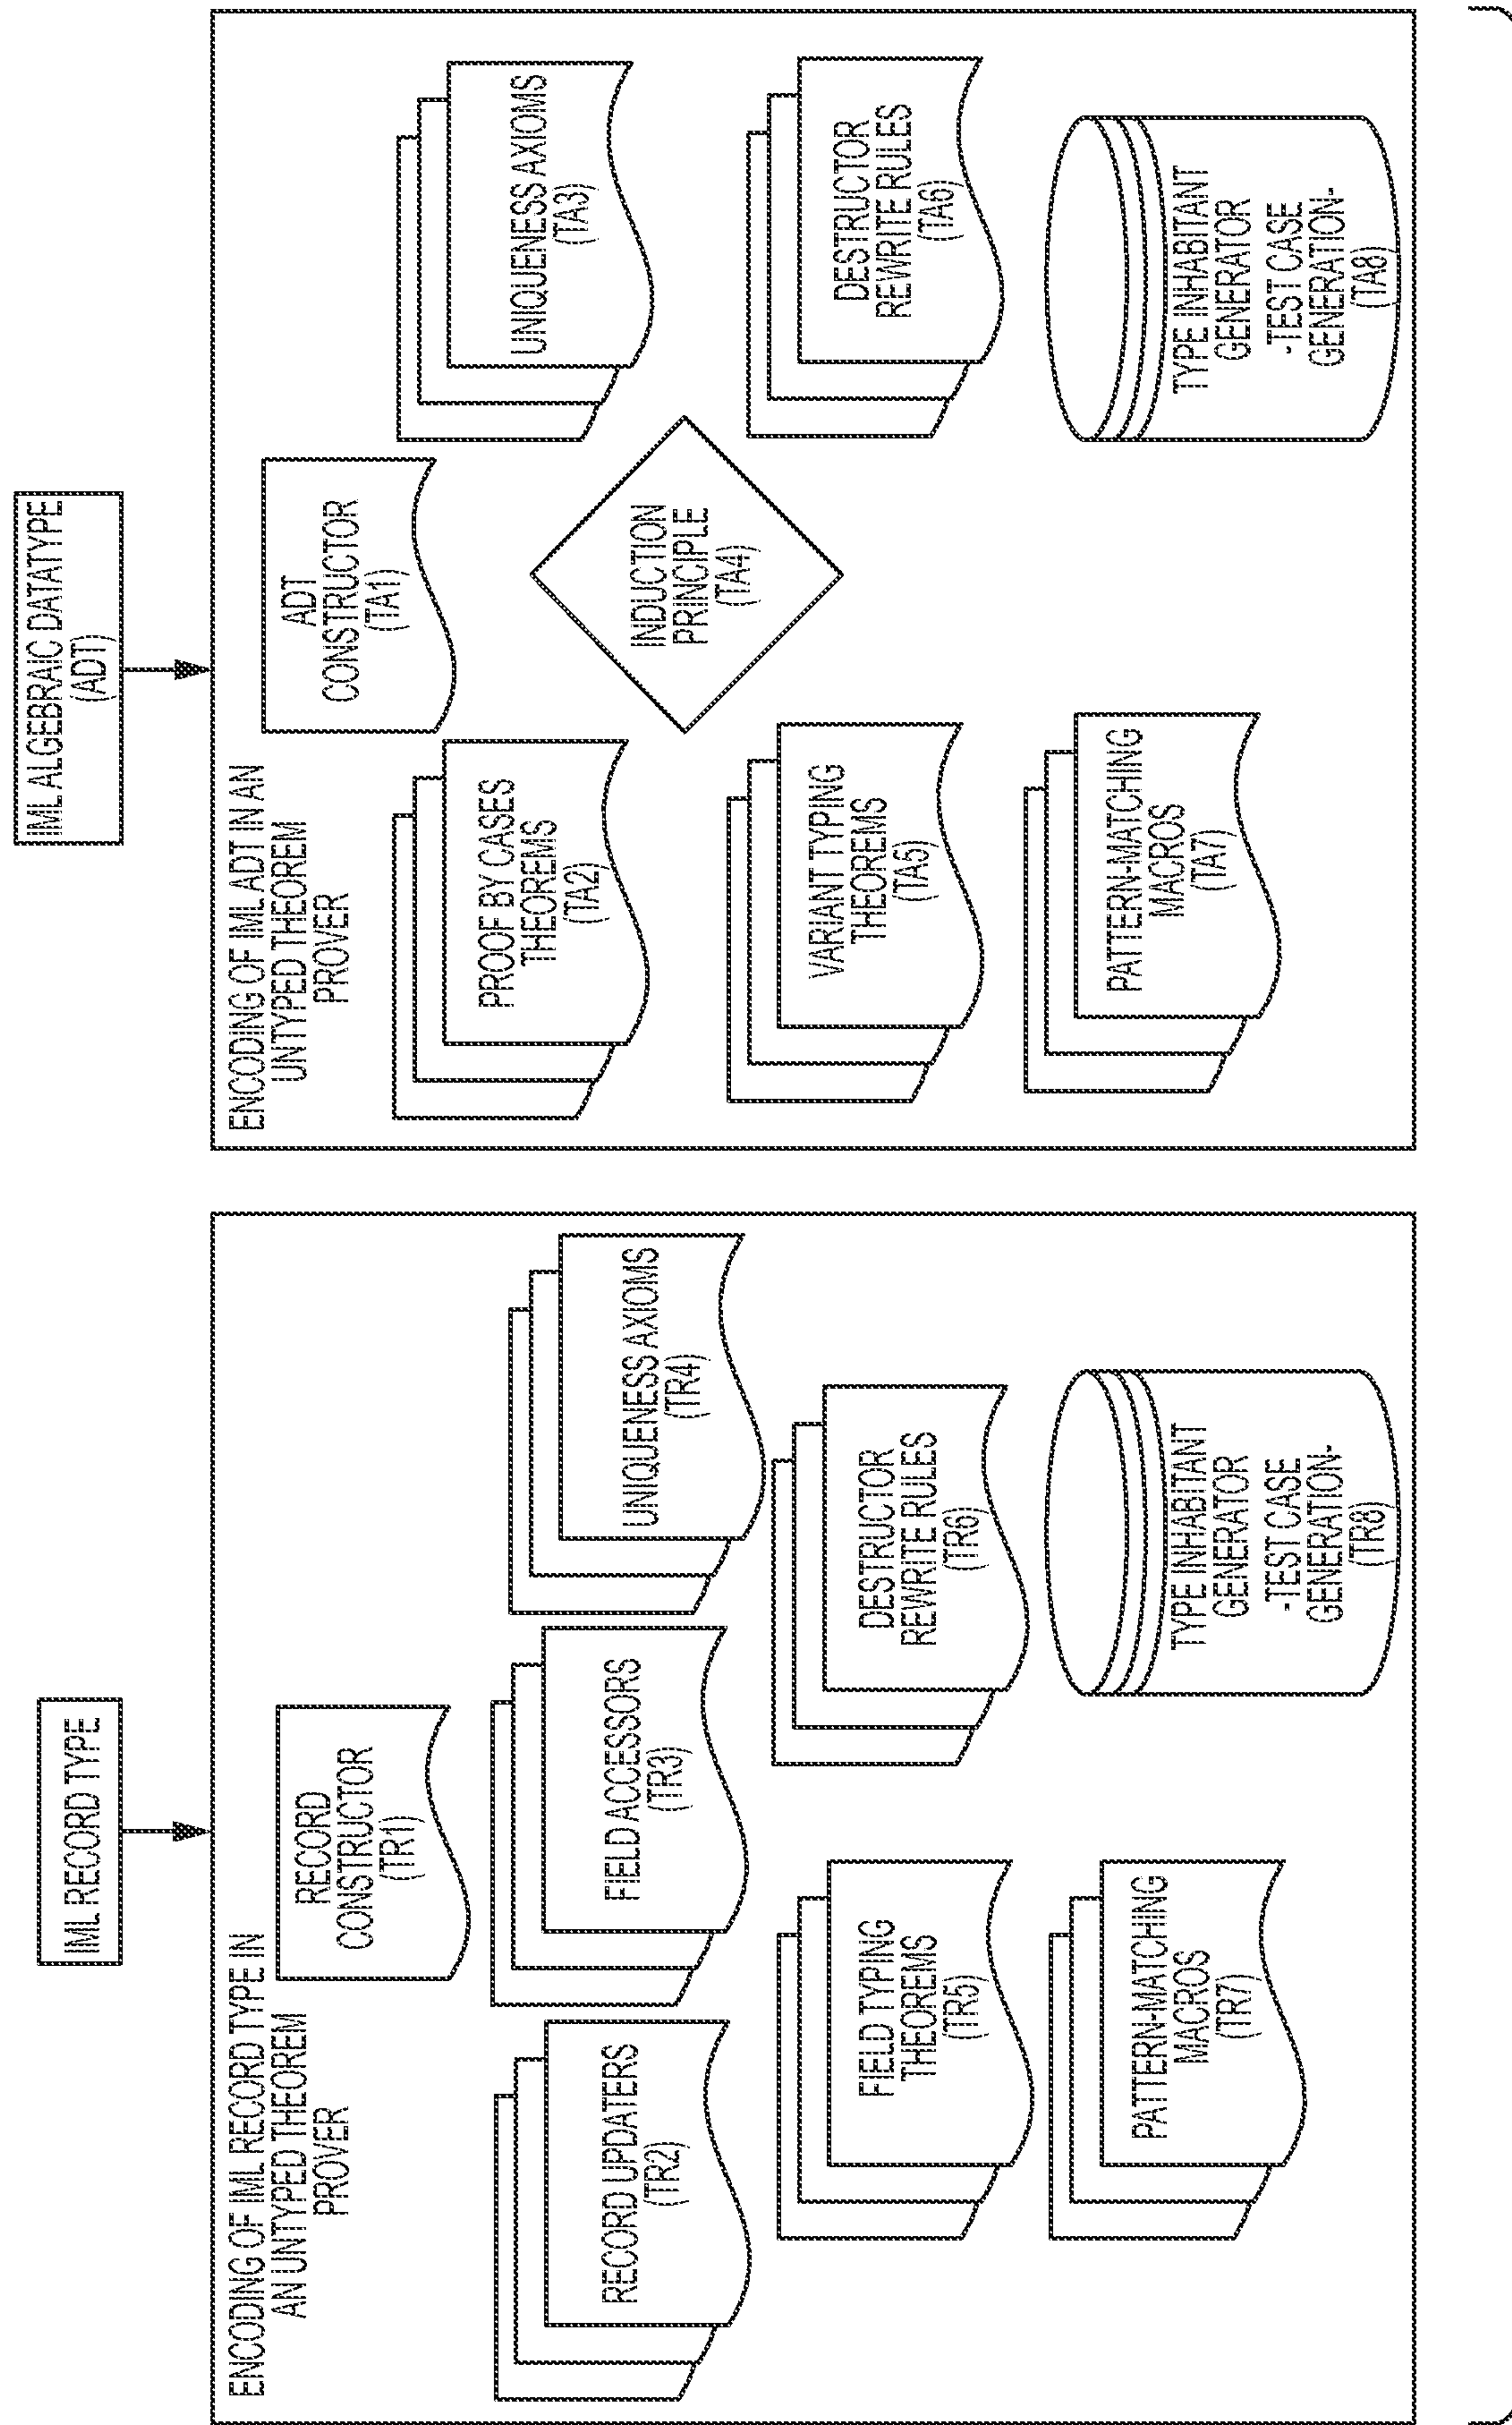 IML RECORD TYPE
ENCODING OF IML RECORD TYPE IN
AN UNTYPED THEOREM
PROVER
RECORD
CONSTRUCTOR
(TR1)
RECORD UPDATERS
(TR2)
FIELD ACCESSORS
(TR3)
UNIQUENESS AXIOMS
(TR4)
FIELD TYPING
THEOREMS
(TR5)
DESTRUCTOR
REWRITE RULES
(TR6)
PATTERN-MATCHING
MACROS
(TR7)
TYPE INHABITANT
GENERATOR
-TEST CASE
GENERATION-
(TR8)
IML ALGEBRAIC DATATYPE
(ADT)
ENCODING OF IML ADT IN AN
UNTYPED THEOREM
PROVER
ADT
CONSTRUCTOR
(TA1)
PROOF BY CASES
THEOREMS
(TA2)
UNIQUENESS AXIOMS
(TA3)
INDUCTION
PRINCIPLE
(TA4)
VARIANT TYPING
THEOREMS
(TA5)
DESTRUCTOR
REWRITE RULES
(TA6)
PATTERN-MATCHING
MACROS
(TA7)
TYPE INHABITANT
GENERATOR
-TEST CASE
GENERATION-
(TA8)